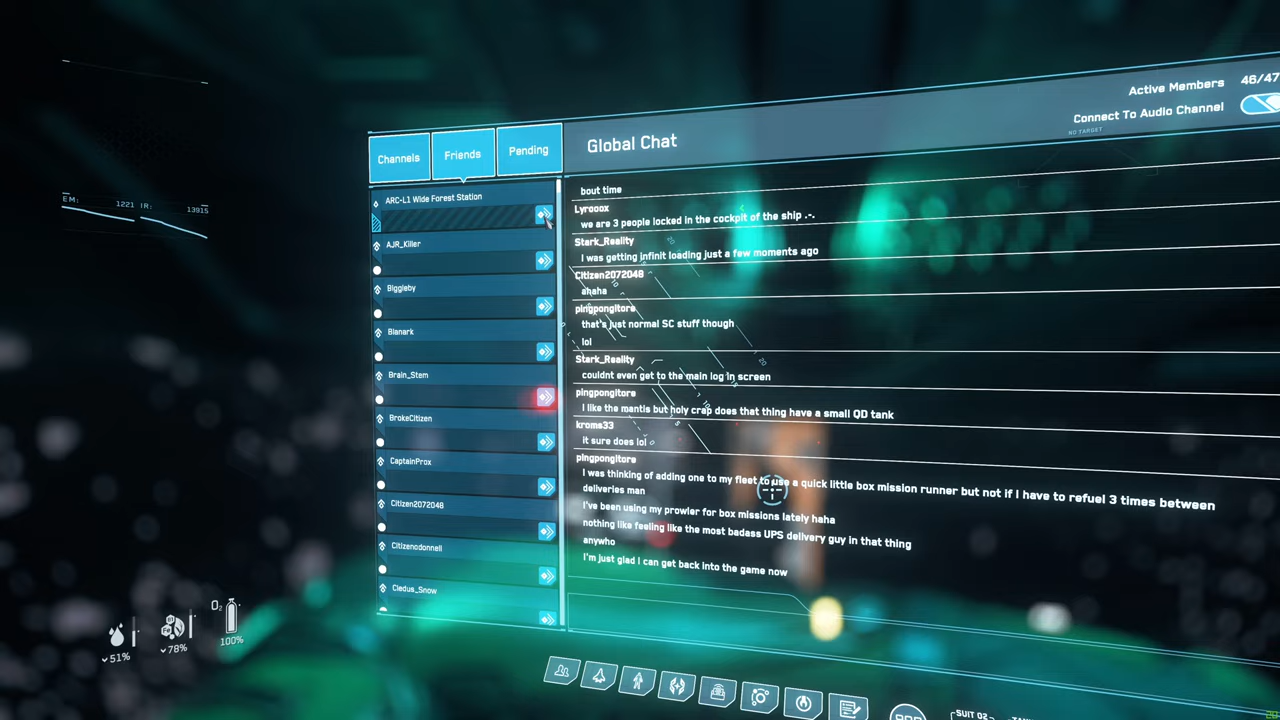 Active Members 46/47
Connect To Audio Channel
NO TARGET
Channels
Friends
Pending
Global Chat
EM: 1221 IR: 13915
ARC-L1 Wide Forest Station
AJR_Killer
Biggleby
Blanark
Brain_Stem
BrokeCitizen
CaptainProx
Citizen2072048
Citizenodonnell
Cledus_Snow
bout time
Lyrooox
we are 3 people locked in the cockpit of the ship .-.
Stark_Reality
I was getting infinit loading just a few moments ago
Citizen2072048
ahaha
pingpongitore
that's just normal SC stuff though
lol
Stark_Reality
couldnt even get to the main log in screen
pingpongitore
I like the mantis but holy crap does that thing have a small QD tank
kroms33
it sure does lol
pingpongitore
I was thinking of adding one to my fleet to use a quick little box mission runner but not if I have to refuel 3 times between
deliveries man
I've been using my prowler for box missions lately haha
nothing like feeling like the most badass UPS delivery guy in that thing
anywho
I'm just glad I can get back into the game now
51%
78%
O2
100%
SUIT O2